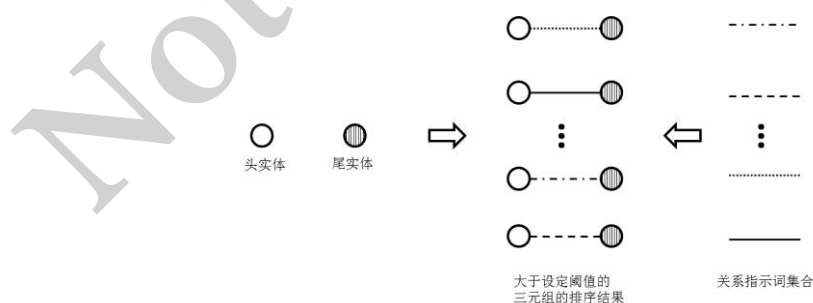 Not
头实体
尾实体
大于设定阈值的
三元组的排序结果
关系指示词集合